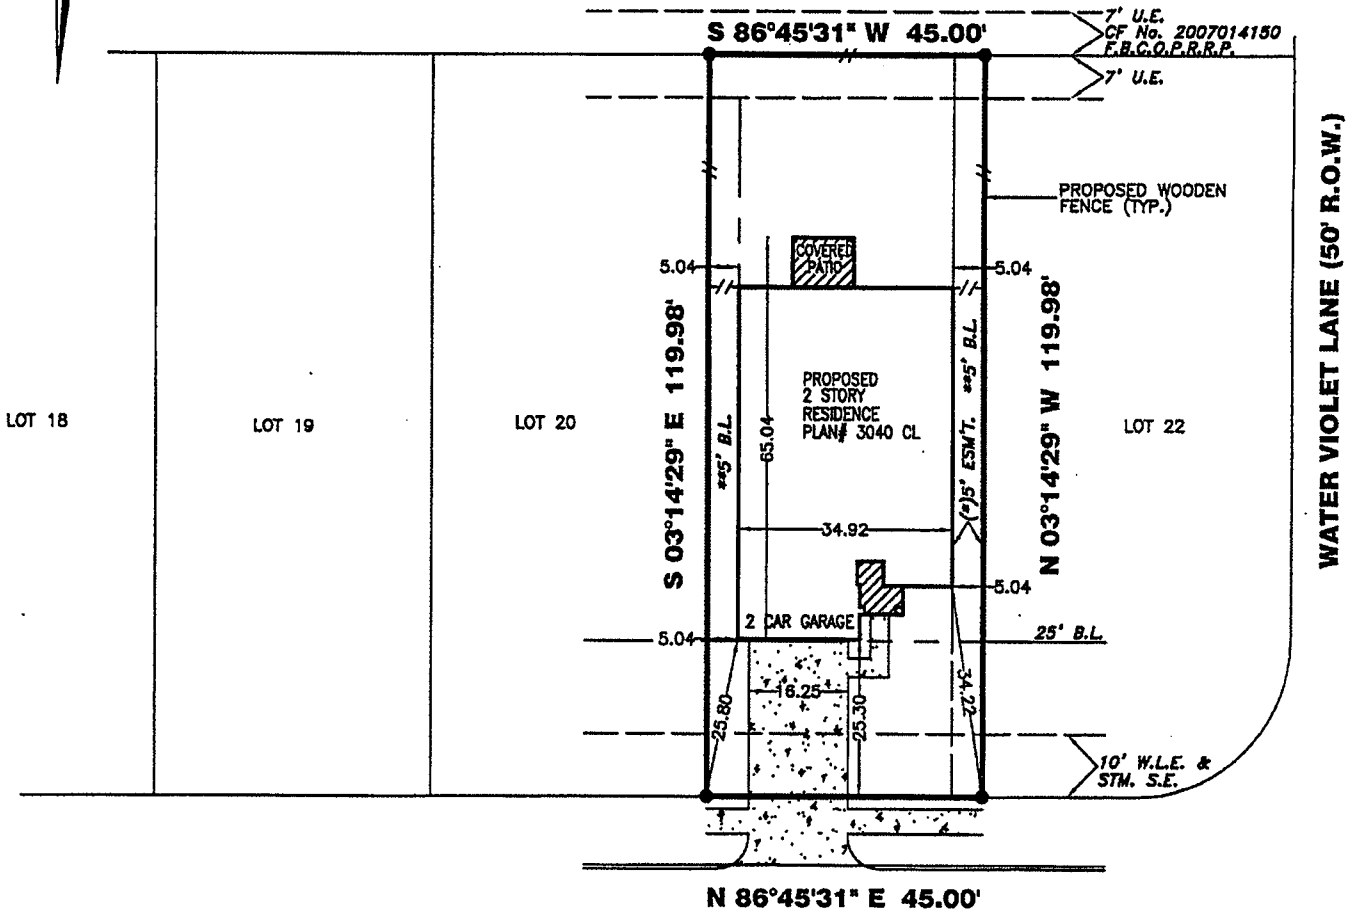 7' U.E.
S 86°45'31" W 45.00'
CF No. 2007014150
F.B.C.O.P.R.R.P.
7' U.E.
PROPOSED WOODEN
FENCE (TYP.)
COVERED
PATIO
5.04
5.04
S 03°14'29" E 119.98'
N 03°14'29" W 119.98'
WATER VIOLET LANE (50' R.O.W.)
**5' B.L.
65.04
PROPOSED
2 STORY
RESIDENCE
PLAN# 3040 CL
(*)5' ESM'T. **5' B.L.
LOT 18
LOT 19
LOT 20
LOT 22
34.92
5.04
2 CAR GARAGE
5.04
25' B.L.
16.25
25.80
25.30
34.22
10' W.L.E. &
STM. S.E.
N 86°45'31" E 45.00'